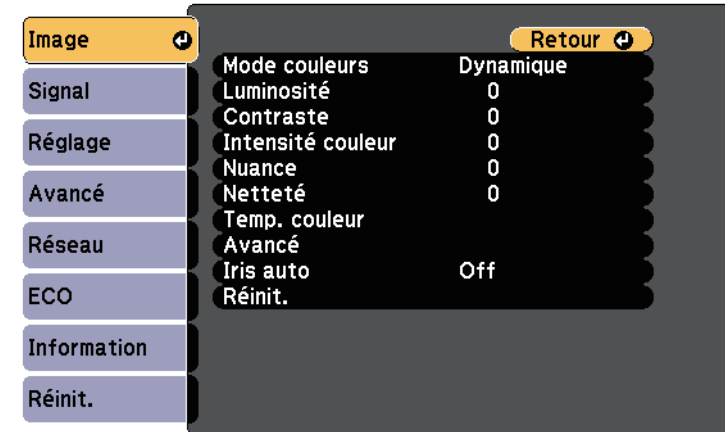 Image
Signal
Réglage
Avancé
Réseau
ECO
Information
Réinit.
Retour
Mode couleurs Dynamique
Luminosité 0
Contraste 0
Intensité couleur 0
Nuance 0
Netteté 0
Temp. couleur
Avancé
Iris auto Off
Réinit.